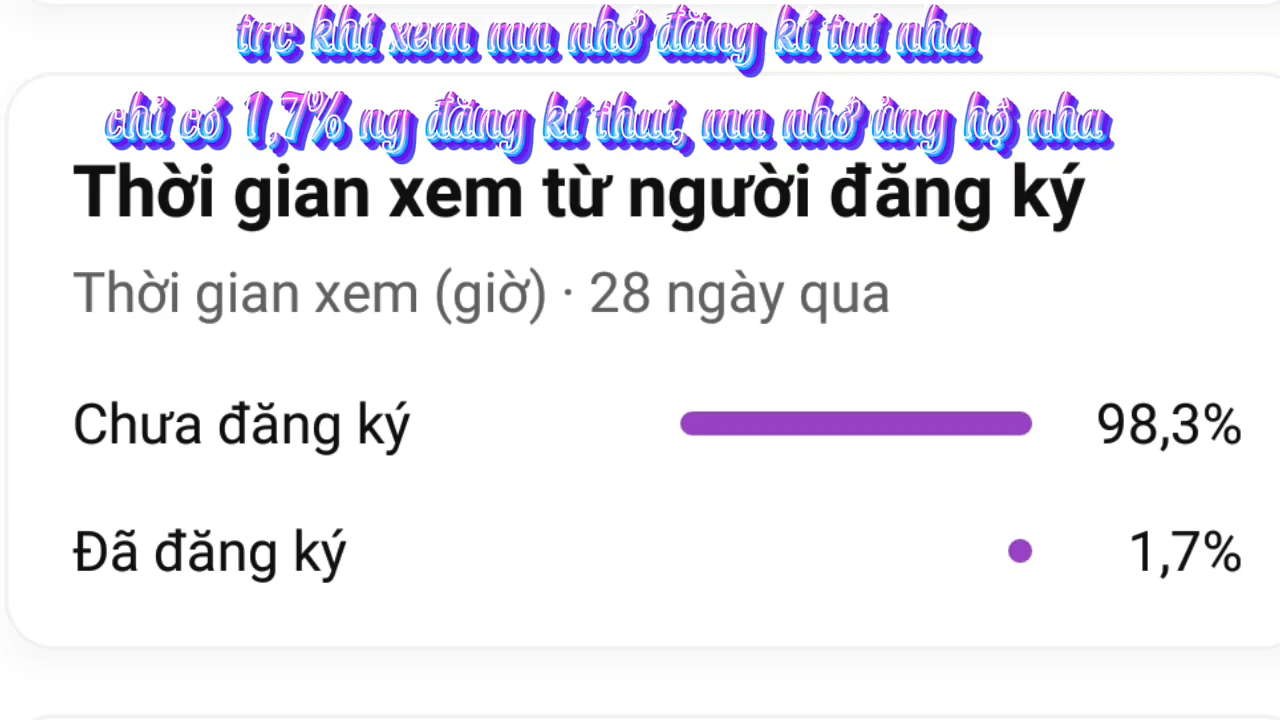 trc khi xem mn nhớ đăng kí tui nha
chỉ có 1,7% ng đăng kí thui, mn nhớ ủng hộ nha
Thời gian xem từ người đăng ký
Thời gian xem (giờ) · 28 ngày qua
Chưa đăng ký 98,3%
Đã đăng ký 1,7%